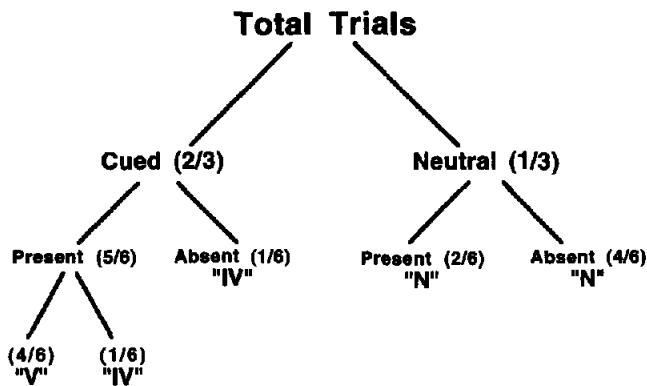 Total Trials
Cued (2/3)
Neutral (1/3)
Present (5/6)
Absent (1/6)
"IV"
Present (2/6)
"N"
Absent (4/6)
"N"
(4/6)
"V"
(1/6)
"IV"